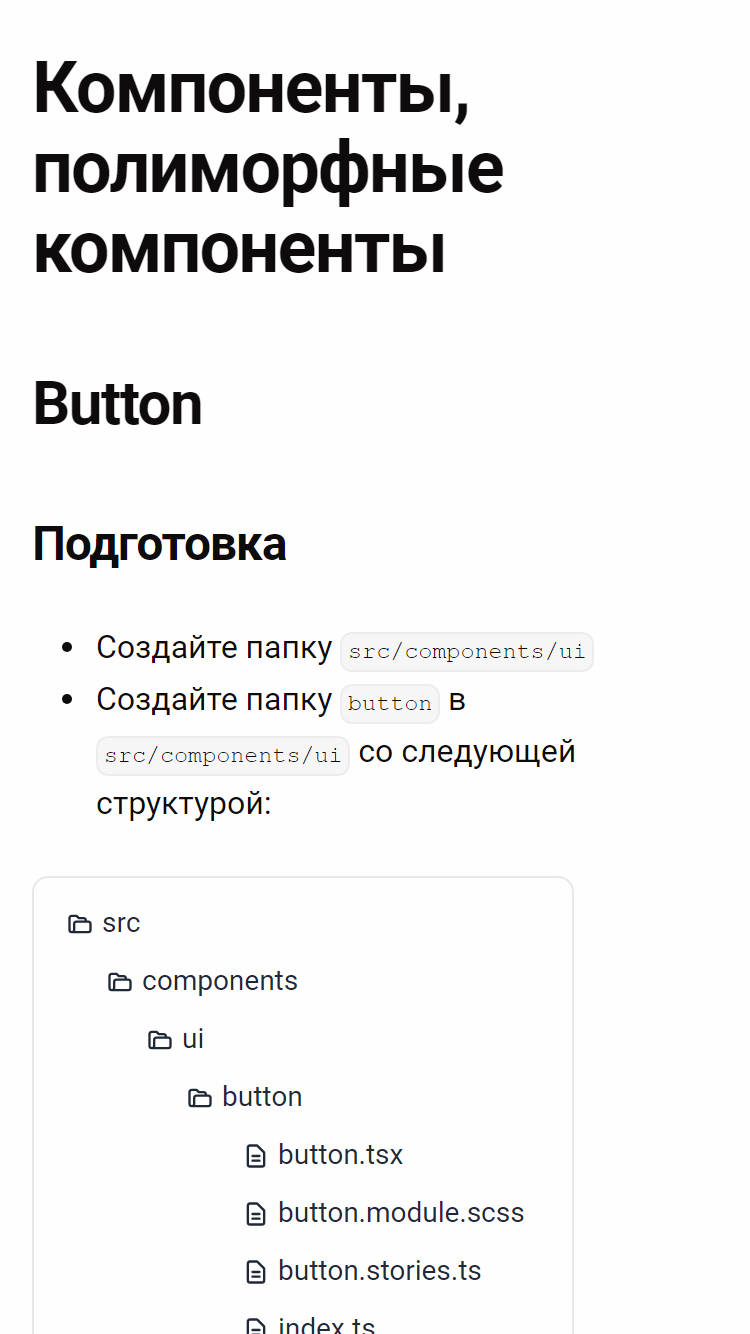 Компоненты,
полиморфные
компоненты
Button
Подготовка
Создайте папку src/components/ui
Создайте папку button в
src/components/ui со следующей
структурой:
src
components
ui
button
button.tsx
button.module.scss
button.stories.ts
index.ts